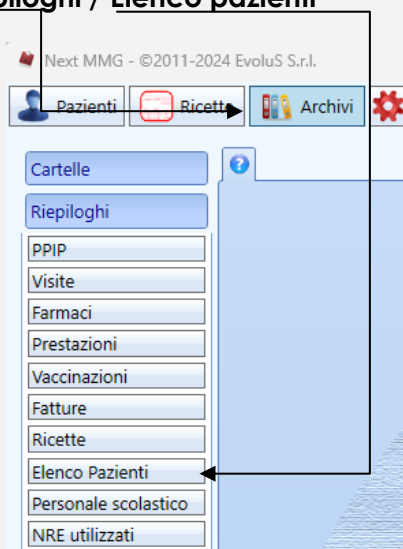 / Elenco pazienti
Next MMG - ©2011-2024 EvoluS S.r.l.
Pazienti
Ricette
Archivi
Cartelle
?
Riepiloghi
PPIP
Visite
Farmaci
Prestazioni
Vaccinazioni
Fatture
Ricette
Elenco Pazienti
Personale scolastico
NRE utilizzati